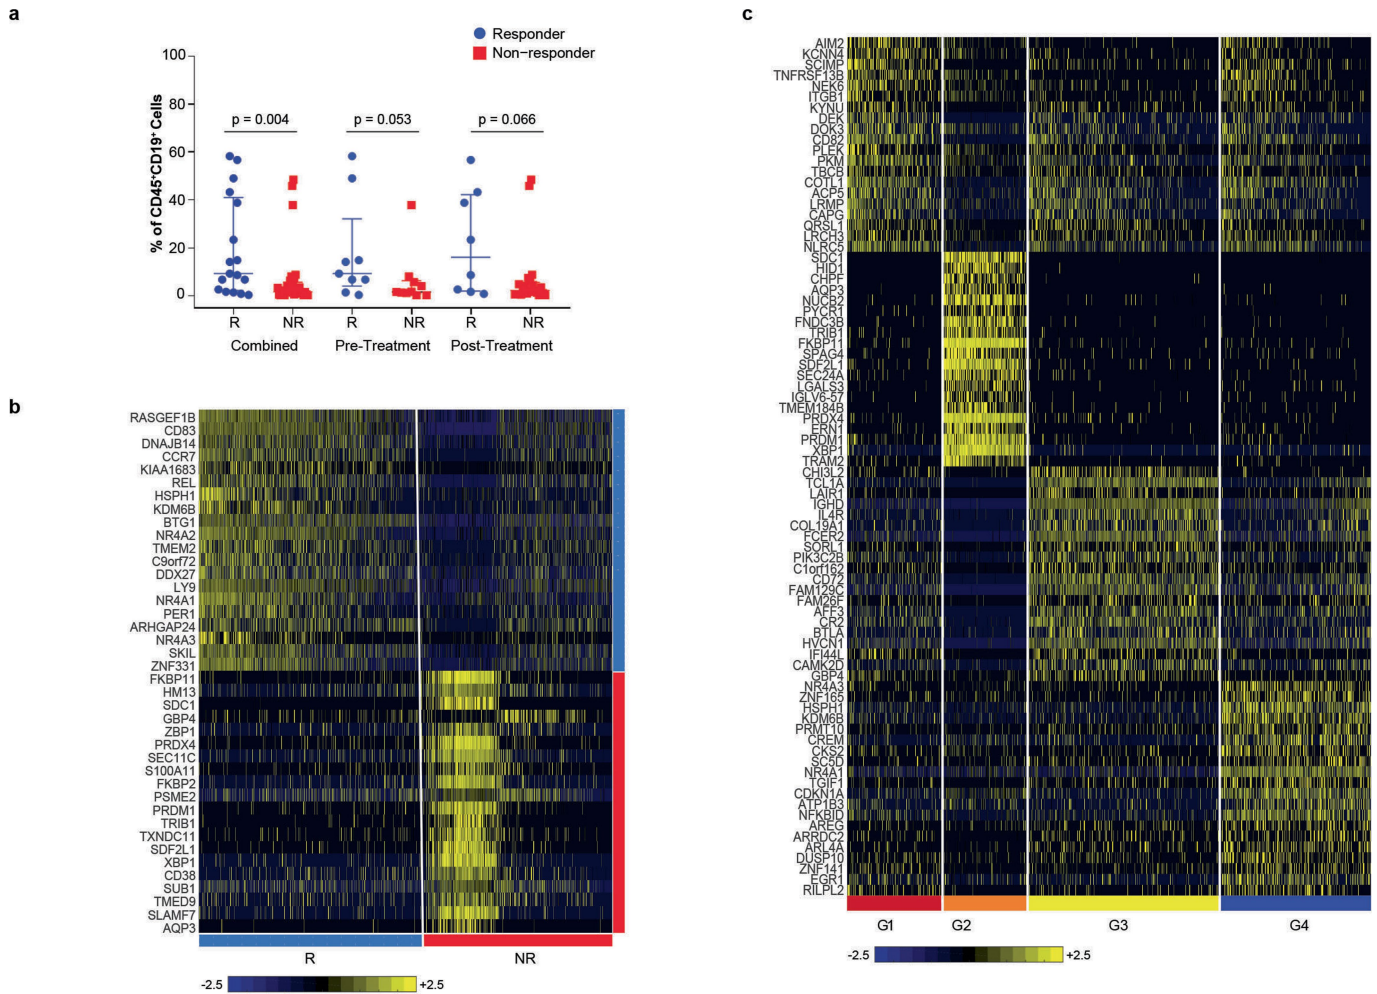 a
Responder
Non-responder
% of CD45+CD19+ Cells
100
80
60
40
20
0
p = 0.004
p = 0.053
p = 0.066
R
NR
R
NR
R
NR
Combined
Pre-Treatment
Post-Treatment
b
RASGEF1B
CD83
DNAJB14
CCR7
KIAA1683
REL
HSPH1
KDM6B
BTG1
NR4A2
TMEM2
C9orf72
DDX27
LY9
NR4A1
PER1
ARHGAP24
NR4A3
SKIL
ZNF331
FKBP11
HM13
SDC1
GBP4
ZBP1
PRDX4
SEC11C
S100A11
FKBP2
PSME2
PRDM1
TRIB1
TXNDC11
SDF2L1
XBP1
CD38
SUB1
TMED9
SLAMF7
AQP3
R
NR
-2.5
+2.5
c
AIM2
KCNN4
SCIMP
TNFRSF13B
NEK6
ITGB1
KYNU
DEK
DOK3
CD82
PLEK
PKM
TBCB
COTL1
ACP5
LRMP
CAPG
QRSL1
LRCH3
NLRC5
SDC1
HID1
CHPF
AQP3
NUCB2
PYCR1
FNDC3B
TRIB1
FKBP11
SPAG4
SDF2L1
SEC24A
LGALS3
IGLV6-57
TMEM184B
PRDX4
ERN1
PRDM1
XBP1
TRAM2
CHI3L2
TCL1A
LAIR1
IGHD
IL4R
COL19A1
FCER2
SORL1
PIK3C2B
C1orf162
CD72
FAM129C
FAM26F
AFF3
CR2
BTLA
HVCN1
IFI44L
CAMK2D
GBP4
NR4A3
ZNF165
HSPH1
KDM6B
PRMT10
CREM
CKS2
SC5D
NR4A1
TGIF1
CDKN1A
ATP1B3
NFKBID
AREG
ARRDC2
ARL4A
DUSP10
ZNF141
EGR1
RILPL2
G1
G2
G3
G4
-2.5
+2.5